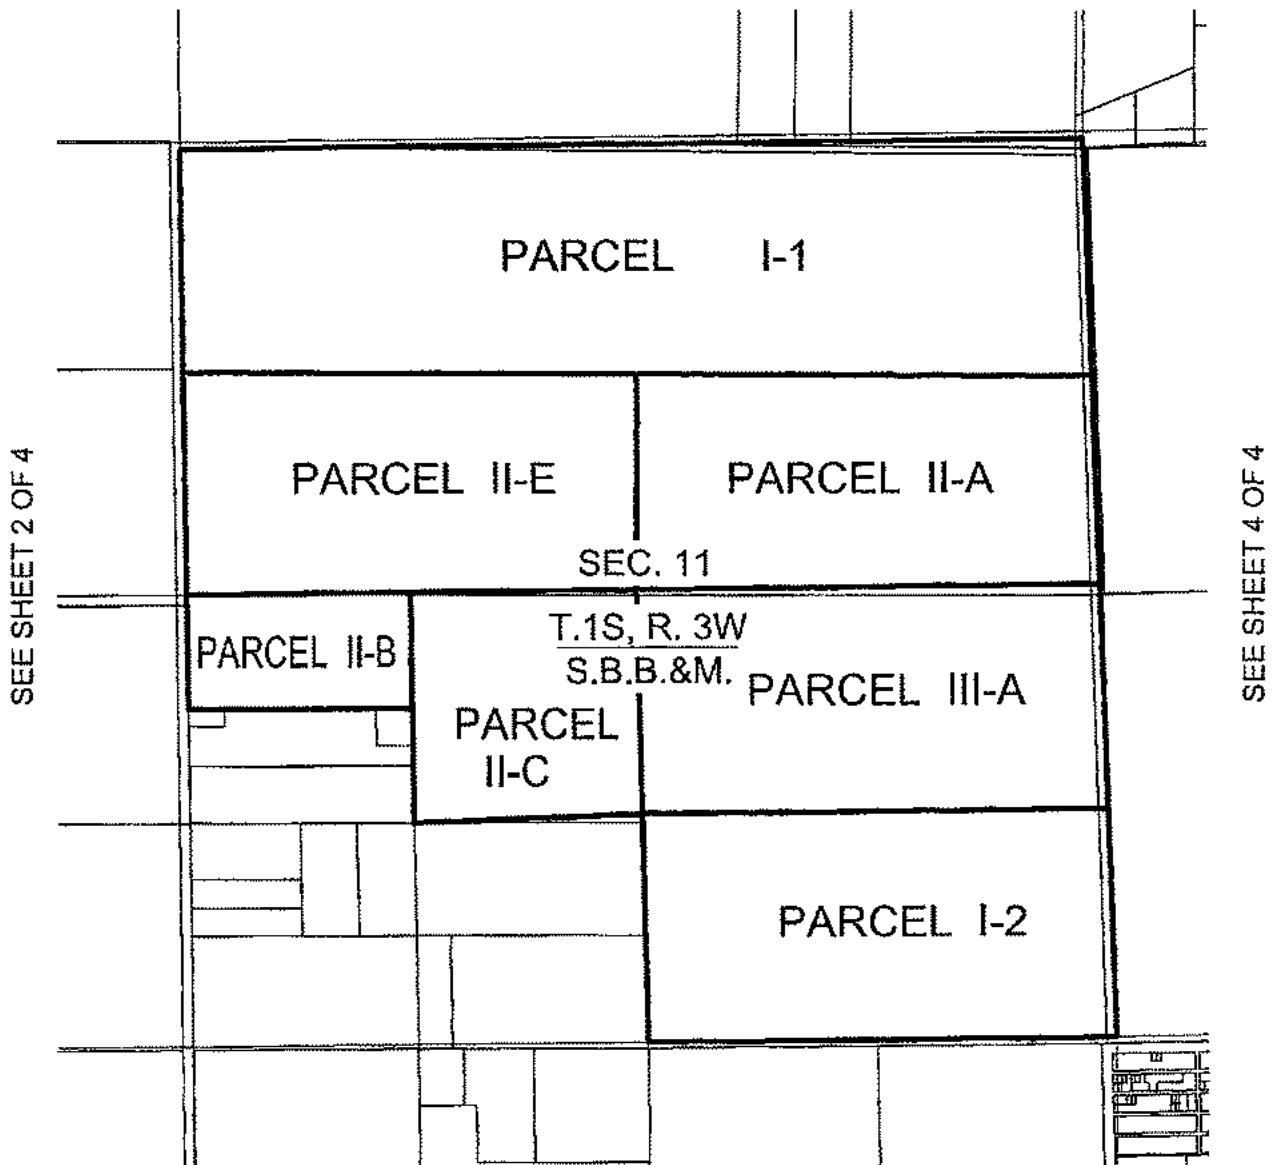 PARCEL I-1
PARCEL II-E
PARCEL II-A
SEE SHEET 2 OF 4
SEE SHEET 4 OF 4
SEC. 11
T.1S, R. 3W
S.B.B.&M.
PARCEL II-B
PARCEL III-A
PARCEL
II-C
PARCEL I-2